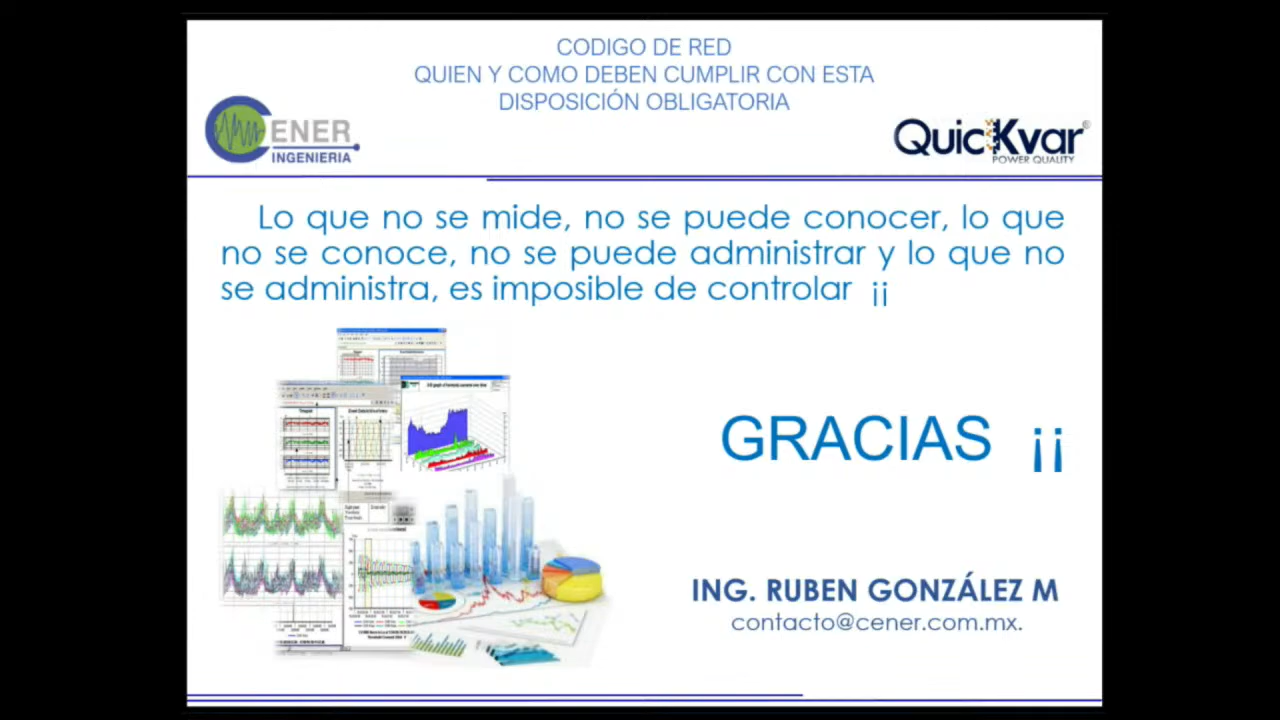 CODIGO DE RED
QUIEN Y COMO DEBEN CUMPLIR CON ESTA
DISPOSICIÓN OBLIGATORIA
CENER
INGENIERIA
QuicKvar®
POWER QUALITY
Lo que no se mide, no se puede conocer, lo que
no se conoce, no se puede administrar y lo que no
se administra, es imposible de controlar ¡¡
GRACIAS ¡¡
ING. RUBEN GONZÁLEZ M
contacto@cener.com.mx.